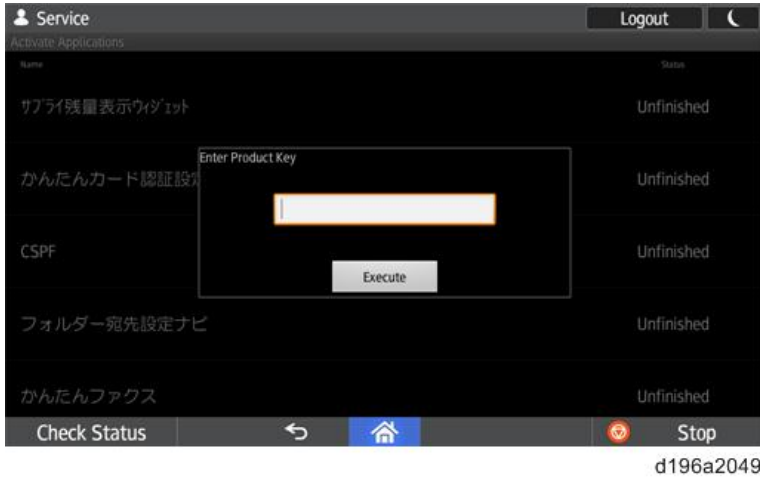 Service
Logout
Activate Applications
Name
Status
サプライ残量表示ウィジェット
Unfinished
Enter Product Key
かんたんカード認証設定
Unfinished
CSPF
Unfinished
Execute
フォルダー宛先設定ナビ
Unfinished
かんたんファクス
Unfinished
Check Status
Stop
d196a2049